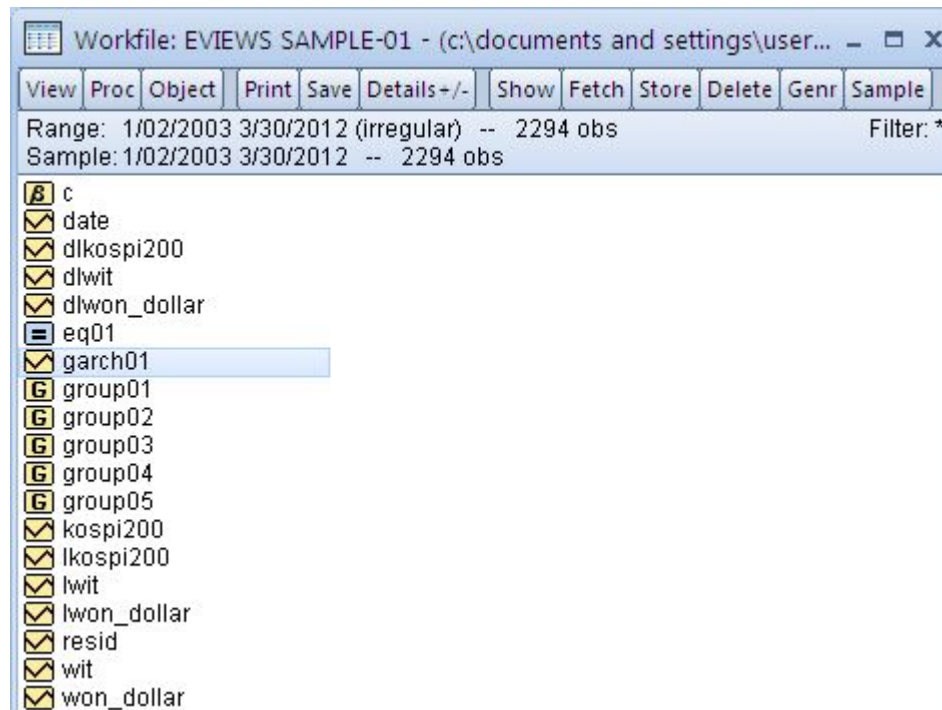 Workfile: EVIEWS SAMPLE-01 - (c:\documents and settings\user...
View Proc Object Print Save Details+/- Show Fetch Store Delete Genr Sample
Range: 1/02/2003 3/30/2012 (irregular) -- 2294 obs Filter: *
Sample: 1/02/2003 3/30/2012 -- 2294 obs
β c
date
dlkospi200
dlwit
dlwon_dollar
= eq01
garch01
G group01
G group02
G group03
G group04
G group05
kospi200
lkospi200
lwit
lwon_dollar
resid
wit
won_dollar